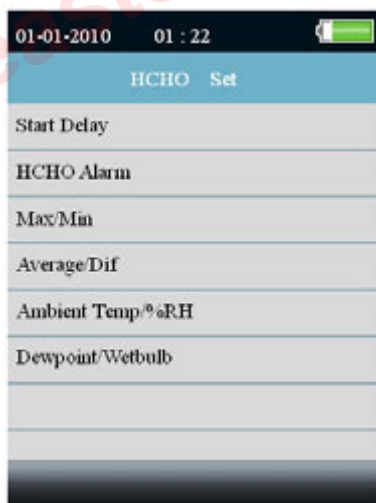 01-01-2010 01 : 22
HCHO Set
Start Delay
HCHO Alarm
Max/Min
Average/Dif
Ambient Temp/%RH
Dewpoint/Wetbulb